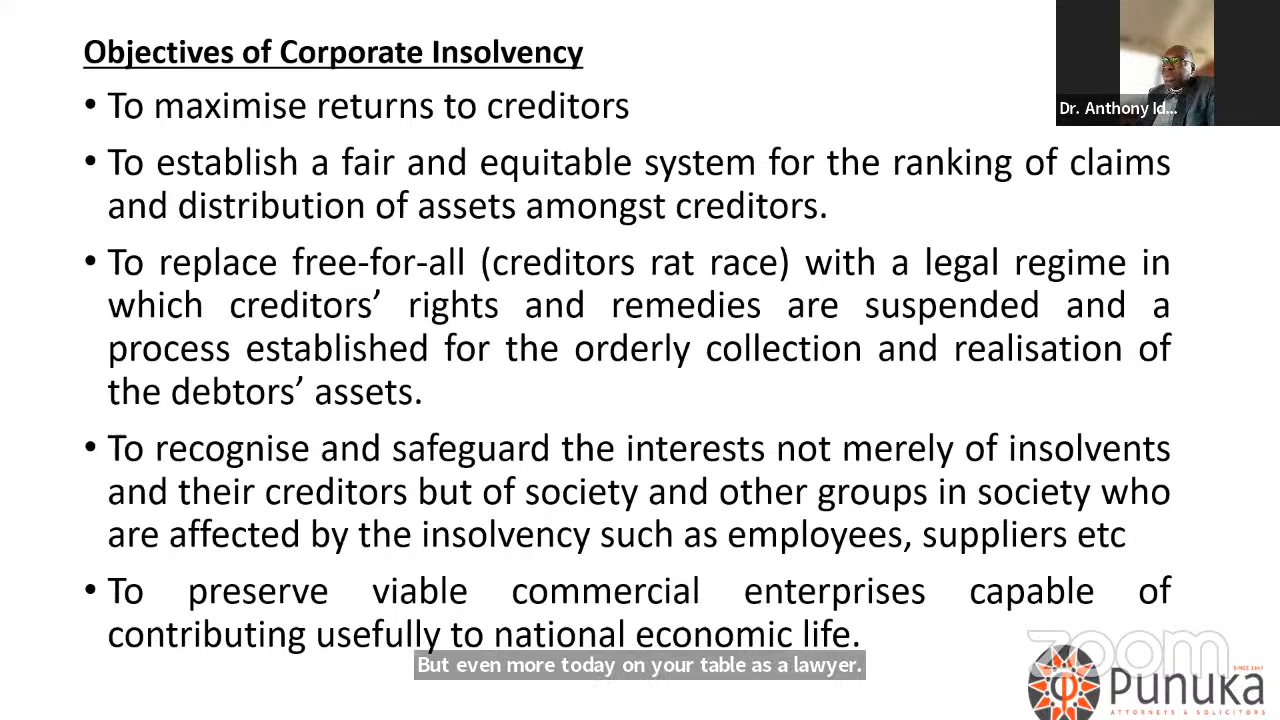 Objectives of Corporate Insolvency
• To maximise returns to creditors
• To establish a fair and equitable system for the ranking of claims
and distribution of assets amongst creditors.
• To replace free-for-all (creditors rat race) with a legal regime in
which creditors’ rights and remedies are suspended and a
process established for the orderly collection and realisation of
the debtors’ assets.
• To recognise and safeguard the interests not merely of insolvents
and their creditors but of society and other groups in society who
are affected by the insolvency such as employees, suppliers etc
• To preserve viable commercial enterprises capable of
contributing usefully to national economic life.
But even more today on your table as a lawyer.
Dr. Anthony Id...
zoom
SINCE 1947
Punuka
ATTORNEYS & SOLICITORS